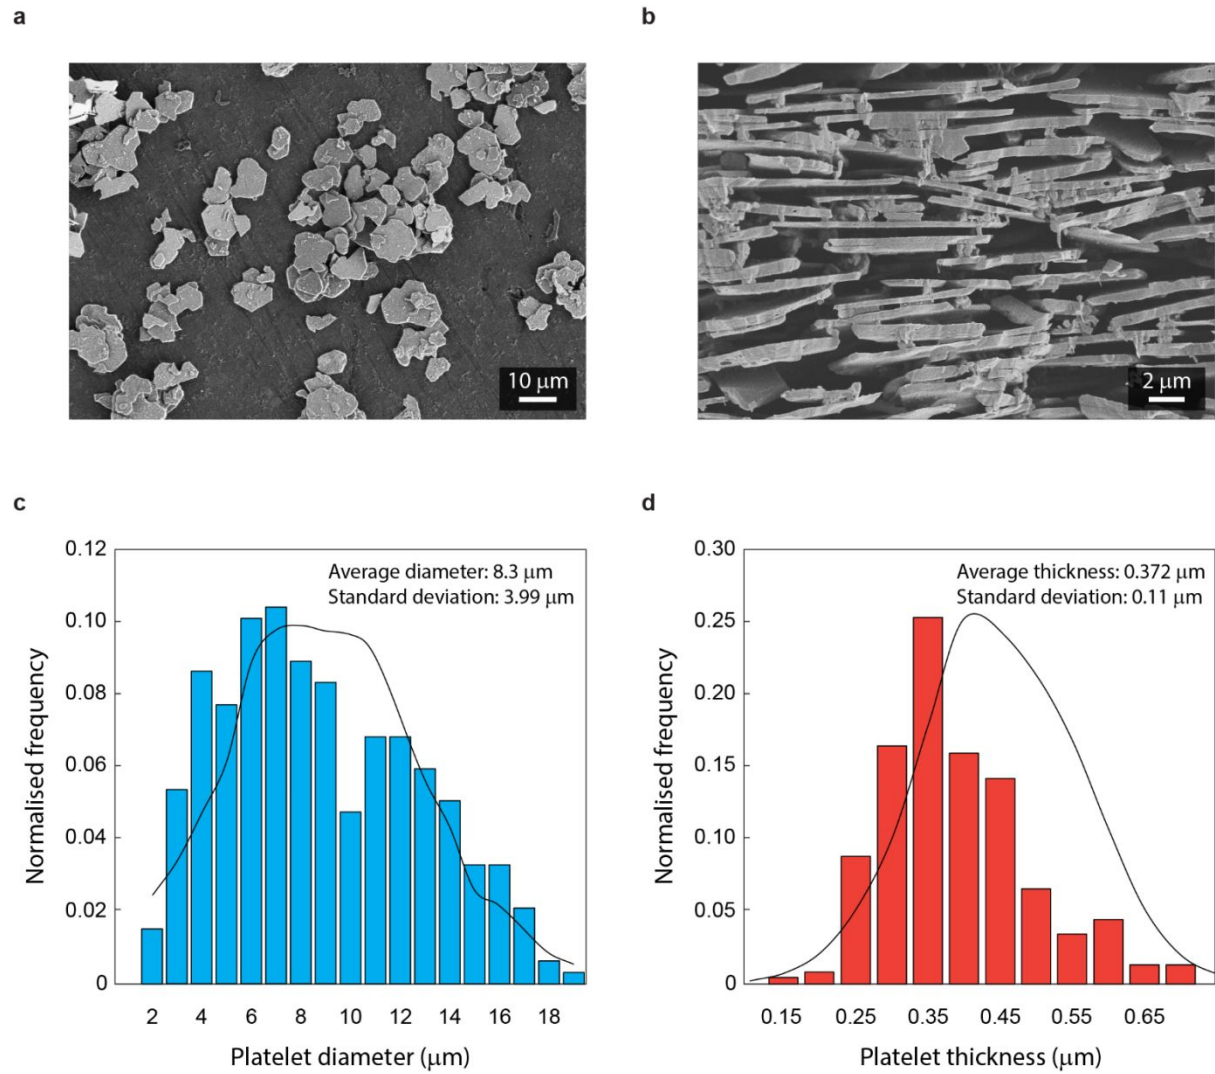 a
b
10 μm
2 μm
c
d
Normalised frequency
0.12
0.10
0.08
0.06
0.04
0.02
0
Average diameter: 8.3 μm
Standard deviation: 3.99 μm
2 4 6 8 10 12 14 16 18
Platelet diameter (μm)
Normalised frequency
0.30
0.25
0.20
0.15
0.10
0.05
0
Average thickness: 0.372 μm
Standard deviation: 0.11 μm
0.15 0.25 0.35 0.45 0.55 0.65
Platelet thickness (μm)